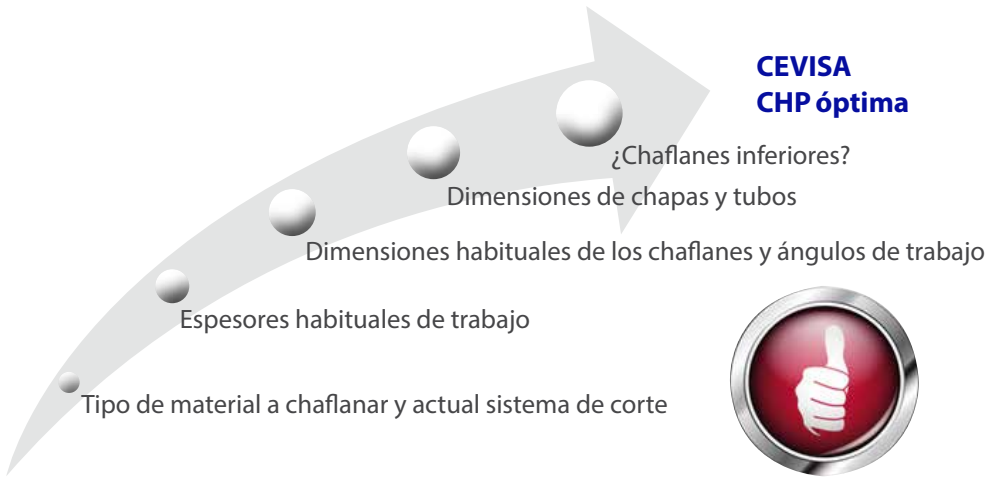 CEVISA
CHP óptima
¿Chaflanes inferiores?
Dimensiones de chapas y tubos
Dimensiones habituales de los chaflanes y ángulos de trabajo
Espesores habituales de trabajo
Tipo de material a chaflanar y actual sistema de corte